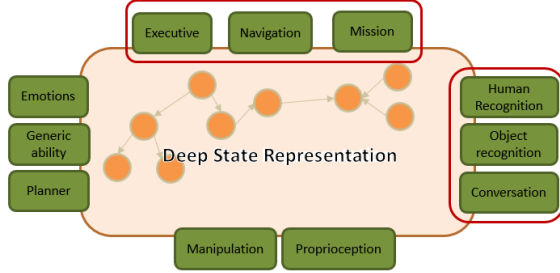 Executive
Navigation
Mission
Emotions
Generic
ability
Planner
Human
Recognition
Object
recognition
Conversation
Deep State Representation
Manipulation
Proprioception